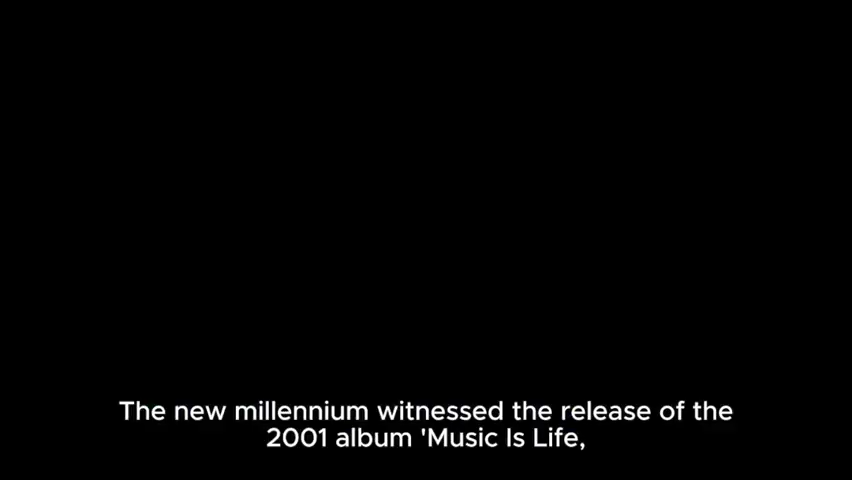 The new millennium witnessed the release of the
2001 album 'Music Is Life,